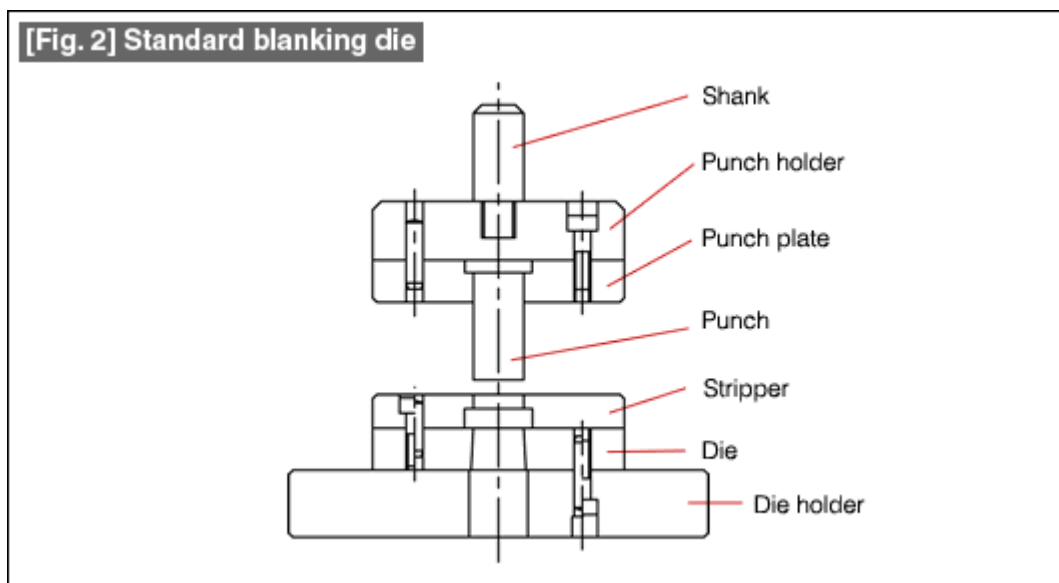 [Fig. 2] Standard blanking die
Shank
Punch holder
Punch plate
Punch
Stripper
Die
Die holder